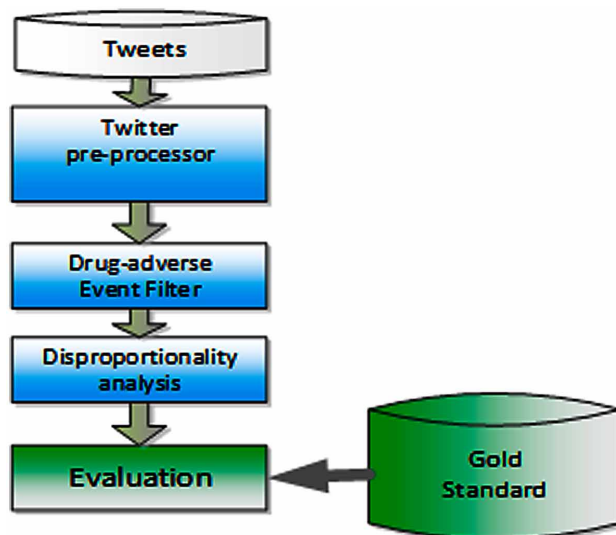 Tweets
Twitter
pre-processor
Drug-adverse
Event Filter
Disproportionality
analysis
Evaluation
Gold
Standard